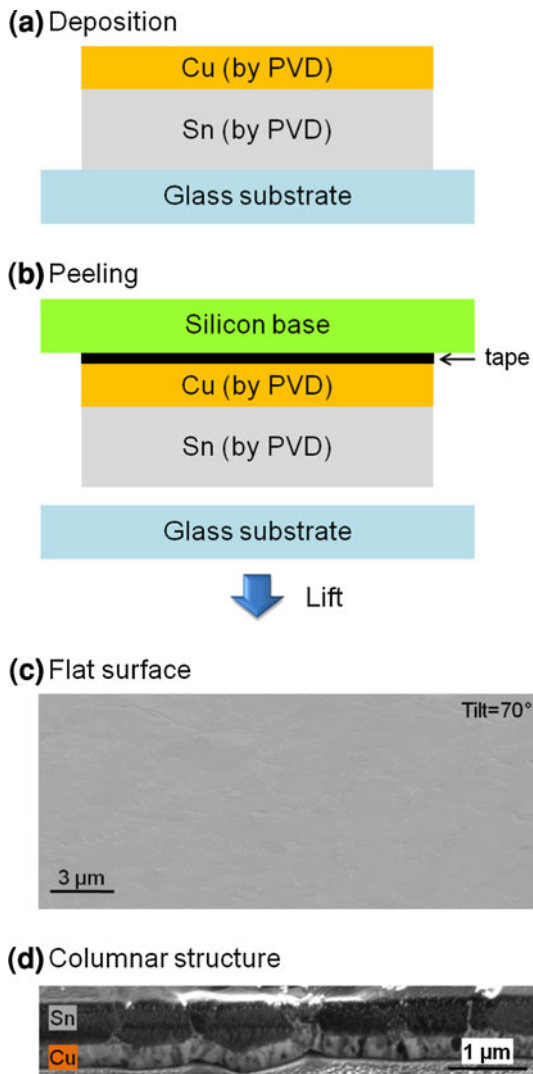 (a) Deposition
Cu (by PVD)
Sn (by PVD)
Glass substrate
(b) Peeling
Silicon base
tape
Cu (by PVD)
Sn (by PVD)
Glass substrate
Lift
(c) Flat surface
Tilt=70°
3 µm
(d) Columnar structure
Sn
Cu
1 µm